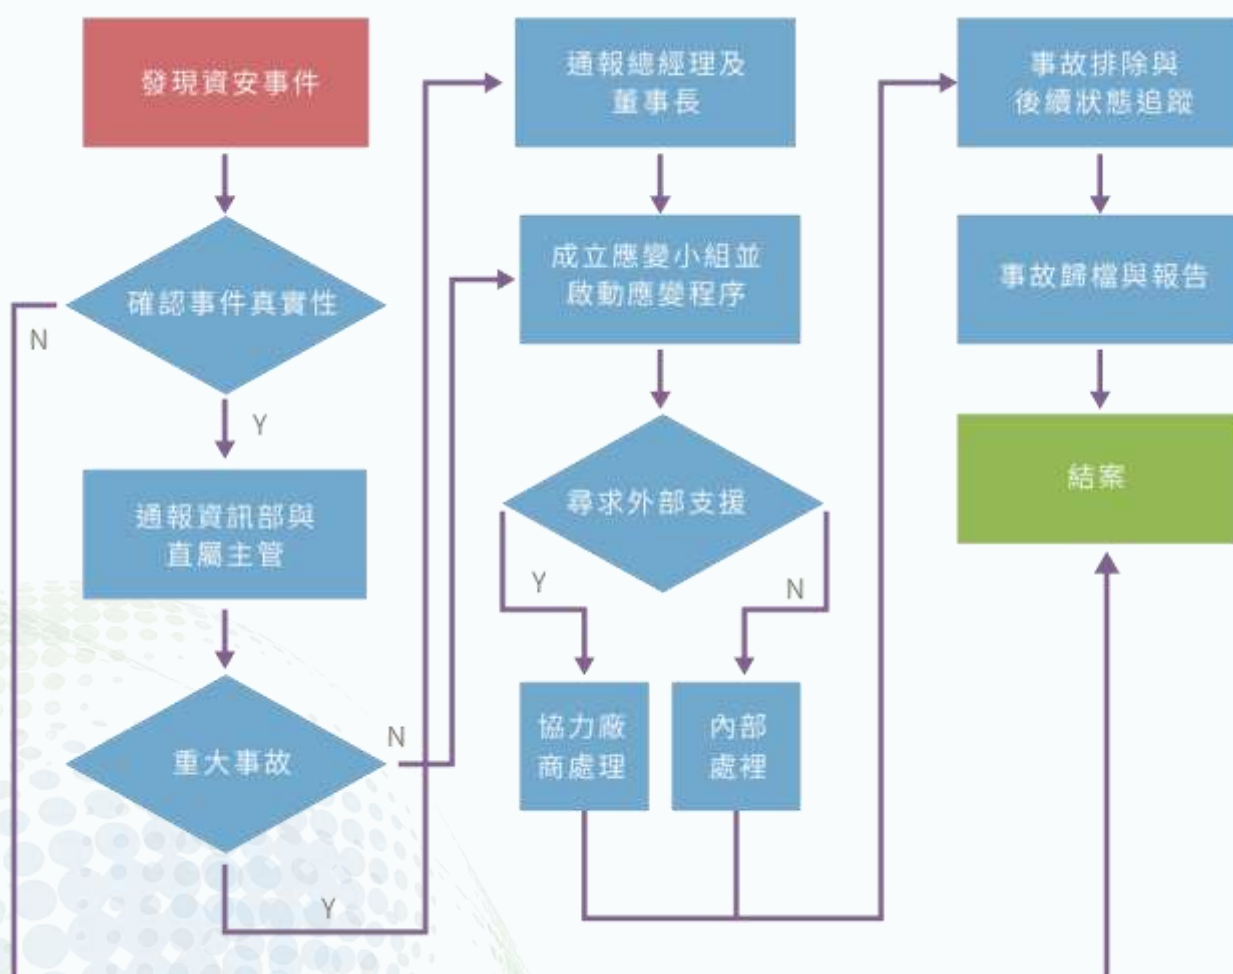 發現資安事件
確認事件真實性
N
Y
通報資訊部與
直屬主管
重大事故
N
Y
通報總經理及
董事長
成立應變小組並
啟動應變程序
尋求外部支援
Y
N
協力廠
商處理
內部
處裡
事故排除與
後續狀態追蹤
事故歸檔與報告
結案